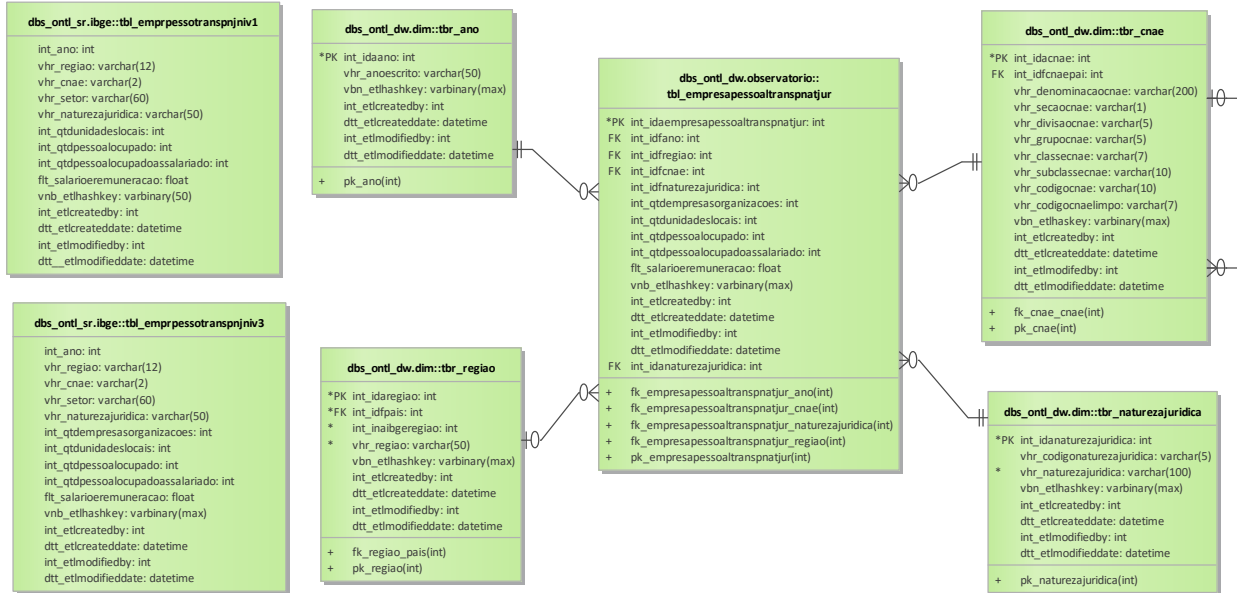 dbs_ontl_sr.ibge::tbl_emprpessotranspnjniv1
int_ano: int
vhr_regiao: varchar(12)
vhr_cnae: varchar(2)
vhr_setor: varchar(60)
vhr_naturezajuridica: varchar(50)
int_qtdunidadeslocais: int
int_qtdpessoalocupado: int
int_qtdpessoalocupadoassalariado: int
flt_salarioeremuneracao: float
vnb_etlhashkey: varbinary(50)
int_etlcreatedby: int
dtt_etlcreateddate: datetime
int_etlmodifiedby: int
dtt__etlmodifieddate: datetime
dbs_ontl_sr.ibge::tbl_emprpessotranspnjniv3
int_ano: int
vhr_regiao: varchar(12)
vhr_cnae: varchar(2)
vhr_setor: varchar(60)
vhr_naturezajuridica: varchar(50)
int_qtdempresasorganizacoes: int
int_qtdunidadeslocais: int
int_qtdpessoalocupado: int
int_qtdpessoalocupadoassalariado: int
flt_salarioeremuneracao: float
vnb_etlhashkey: varbinary(max)
int_etlcreatedby: int
dtt_etlcreateddate: datetime
int_etlmodifiedby: int
dtt_etlmodifieddate: datetime
dbs_ontl_dw.dim::tbr_ano
*PK int_idaano: int
vhr_anoescrito: varchar(50)
vbn_etlhashkey: varbinary(max)
int_etlcreatedby: int
dtt_etlcreateddate: datetime
int_etlmodifiedby: int
dtt_etlmodifieddate: datetime
+ pk_ano(int)
dbs_ontl_dw.dim::tbr_regiao
*PK int_idaregiao: int
*FK int_idfpais: int
* int_inaibgeregiao: int
* vhr_regiao: varchar(50)
vbn_etlhashkey: varbinary(max)
int_etlcreatedby: int
dtt_etlcreateddate: datetime
int_etlmodifiedby: int
dtt_etlmodifieddate: datetime
+ fk_regiao_pais(int)
+ pk_regiao(int)
dbs_ontl_dw.observatorio::
tbl_empresapessoaltranspnatjur
*PK int_idaempresapessoaltranspnatjur: int
FK int_idfano: int
FK int_idfregiao: int
FK int_idfcnae: int
int_idfnaturezajuridica: int
int_qtdempresasorganizacoes: int
int_qtdunidadeslocais: int
int_qtdpessoalocupado: int
int_qtdpessoalocupadoassalariado: int
flt_salarioeremuneracao: float
vnb_etlhashkey: varbinary(max)
int_etlcreatedby: int
dtt_etlcreateddate: datetime
int_etlmodifiedby: int
dtt_etlmodifieddate: datetime
FK int_idanaturezajuridica: int
+ fk_empresapessoaltranspnatjur_ano(int)
+ fk_empresapessoaltranspnatjur_cnae(int)
+ fk_empresapessoaltranspnatjur_naturezajuridica(int)
+ fk_empresapessoaltranspnatjur_regiao(int)
+ pk_empresapessoaltranspnatjur(int)
dbs_ontl_dw.dim::tbr_cnae
*PK int_idacnae: int
FK int_idfcnaepai: int
vhr_denominacaocnae: varchar(200)
vhr_secaocnae: varchar(1)
vhr_divisaocnae: varchar(5)
vhr_grupocnae: varchar(5)
vhr_classecnae: varchar(7)
vhr_subclassecnae: varchar(10)
vhr_codigocnae: varchar(10)
vhr_codigocnaelimpo: varchar(7)
vbn_etlhaskey: varbinary(max)
int_etlcreatedby: int
dtt_etlcreateddate: datetime
int_etlmodifedby: int
dtt_etlmodifieddate: datetime
+ fk_cnae_cnae(int)
+ pk_cnae(int)
dbs_ontl_dw.dim::tbr_naturezajuridica
*PK int_idanaturezajuridica: int
vhr_codigonaturezajuridica: varchar(5)
* vhr_naturezajuridica: varchar(100)
vbn_etlhashkey: varbinary(max)
int_etlcreatedby: int
dtt_etlcreateddate: datetime
int_etlmodifiedby: int
dtt_etlmodifieddate: datetime
+ pk_naturezajuridica(int)